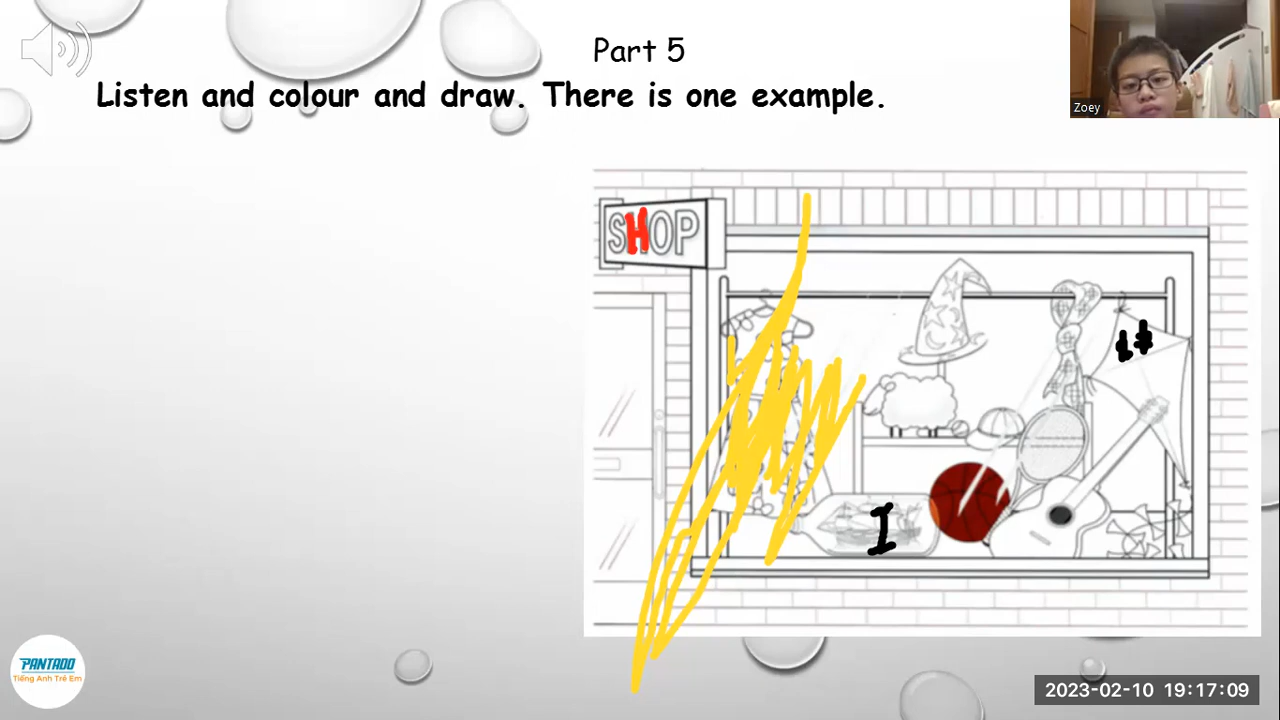 Part 5
Listen and colour and draw. There is one example.
Zoey
SHOP
I
PANTADO
Tiếng Anh Trẻ Em
2023-02-10 19:17:09